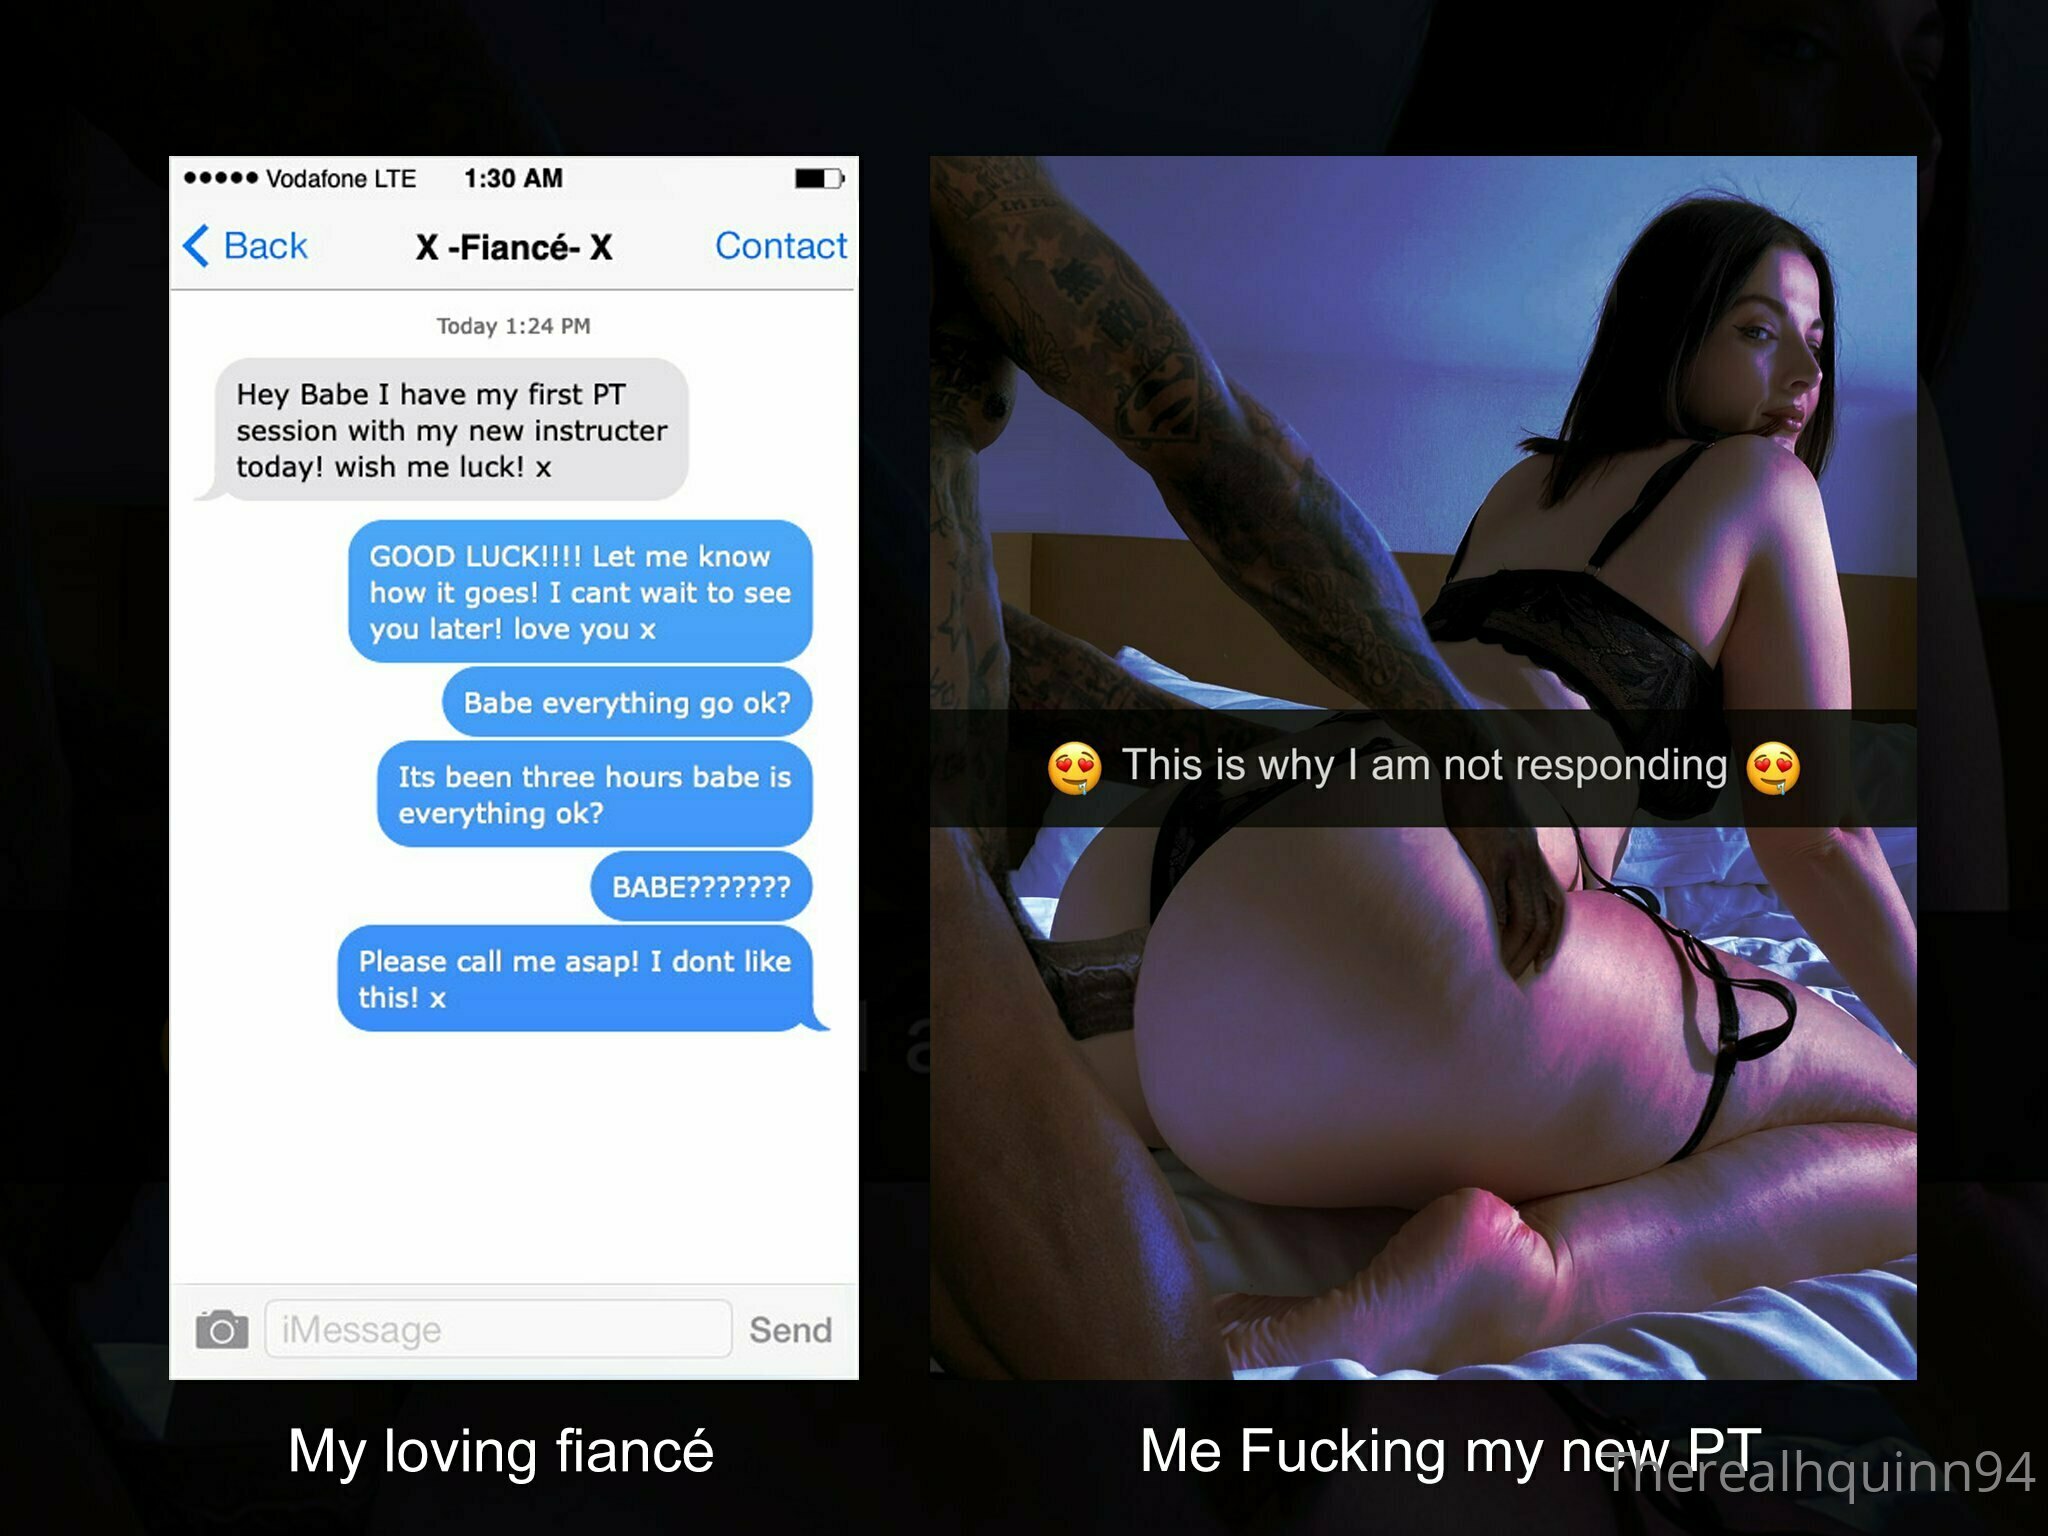 Vodafone LTE 1:30 AM
Back X -Fiancé- X Contact
Today 1:24 PM
Hey Babe I have my first PT
session with my new instructer
today! wish me luck! x
GOOD LUCK!!!! Let me know
how it goes! I cant wait to see
you later! love you x
Babe everything go ok?
Its been three hours babe is
everything ok?
BABE???????
Please call me asap! I dont like
this! x
iMessage Send
My loving fiancé
🤤 This is why I am not responding 🤤
Me Fucking my new PT
Therealhquinn94